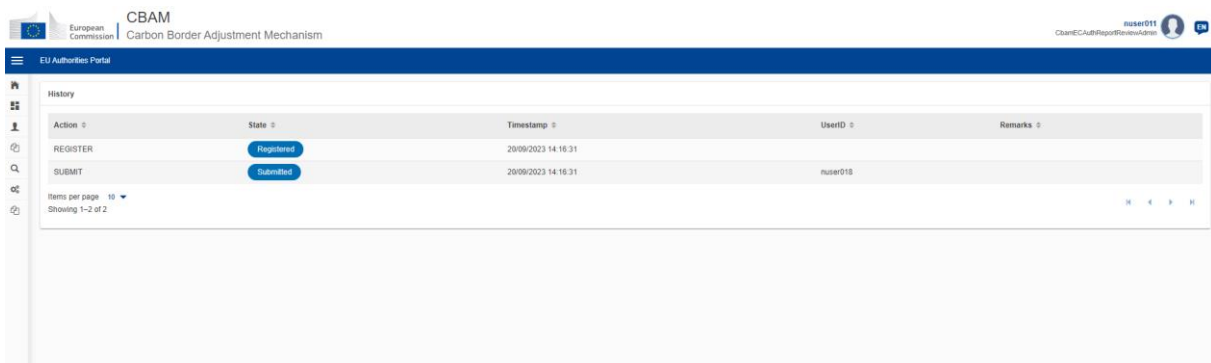 European
Commission
CBAM
Carbon Border Adjustment Mechanism
nuser011
CbamECAuthReportReviewAdmin
EN
EU Authorities Portal
History
Action State Timestamp UserID Remarks
REGISTER Registered 20/09/2023 14:16:31
SUBMIT Submitted 20/09/2023 14:16:31 nuser018
Items per page 10
Showing 1–2 of 2